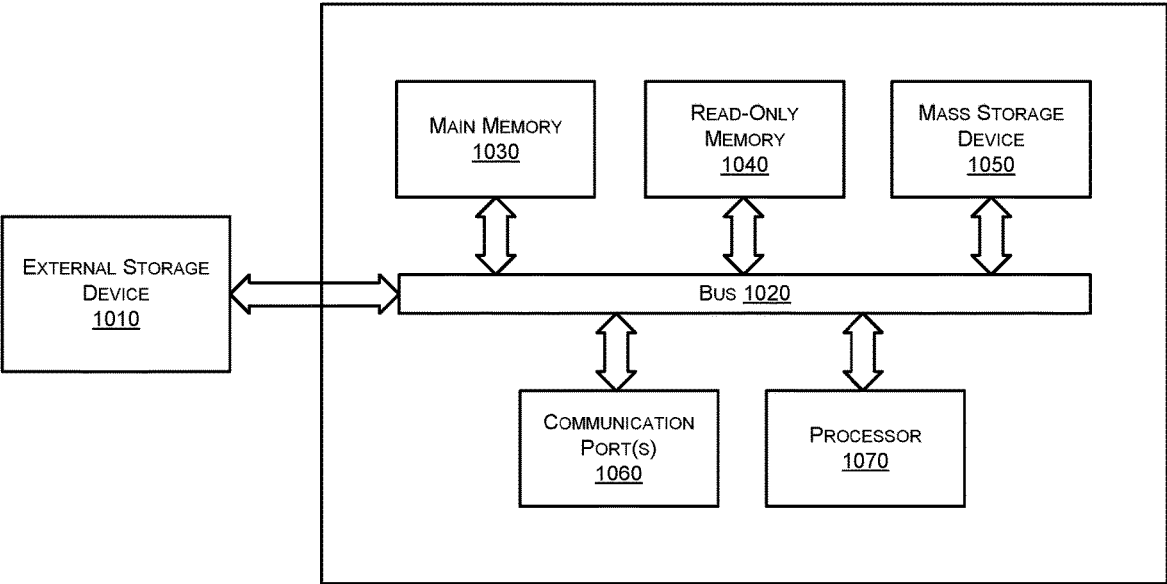 MAIN MEMORY
1030
READ-ONLY
MEMORY
1040
MASS STORAGE
DEVICE
1050
EXTERNAL STORAGE
DEVICE
1010
BUS 1020
COMMUNICATION
PORT(S)
1060
PROCESSOR
1070